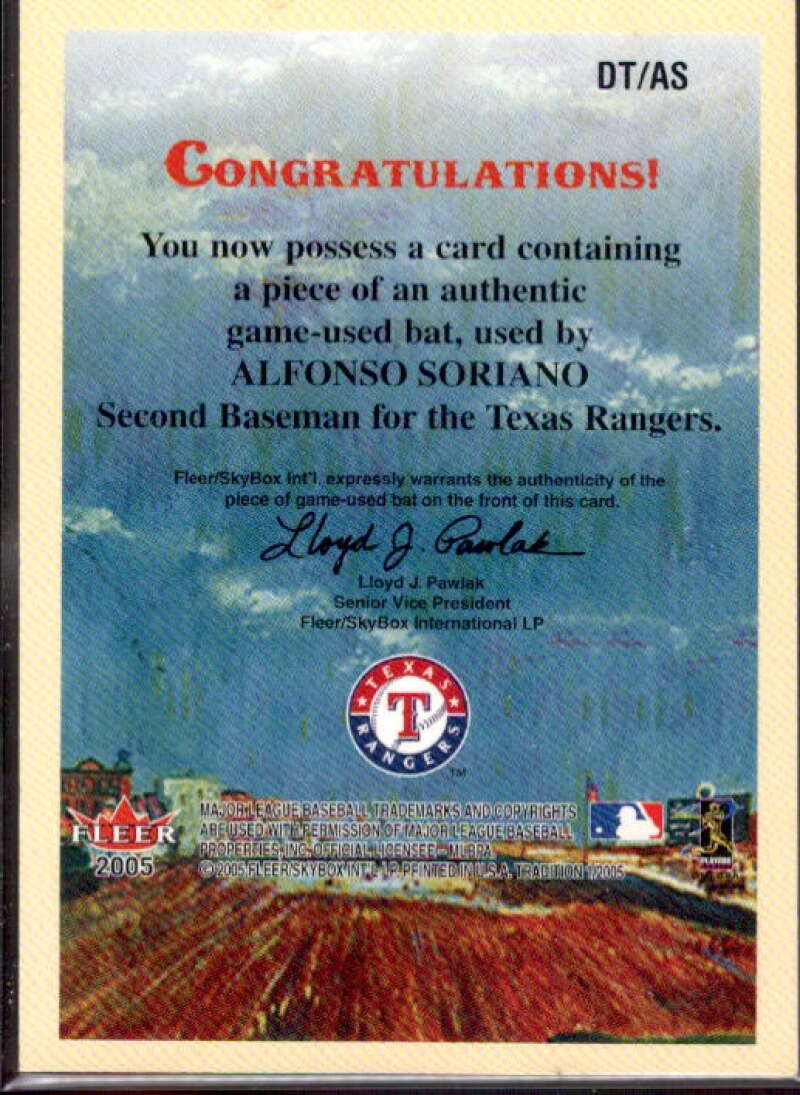 DT/AS
CONGRATULATIONS!
You now possess a card containing
a piece of an authentic
game-used bat, used by
ALFONSO SORIANO
Second Baseman for the Texas Rangers.
Fleer/SkyBox Int'l. expressly warrants the authenticity of the
piece of game-used bat on the front of this card.
Lloyd J. Pawlak
Lloyd J. Pawlak
Senior Vice President
Fleer/SkyBox International LP
TEXAS
T
RANGERS
TM
FLEER
2005
MAJOR LEAGUE BASEBALL TRADEMARKS AND COPYRIGHTS
ARE USED WITH PERMISSION OF MAJOR LEAGUE BASEBALL
PROPERTIES, INC. OFFICIAL LICENSEE - MLBPA
© 2005 FLEER/SKYBOX INT'L LP PRINTED IN U.S.A. TRADITION 1/2005
PLAYERS